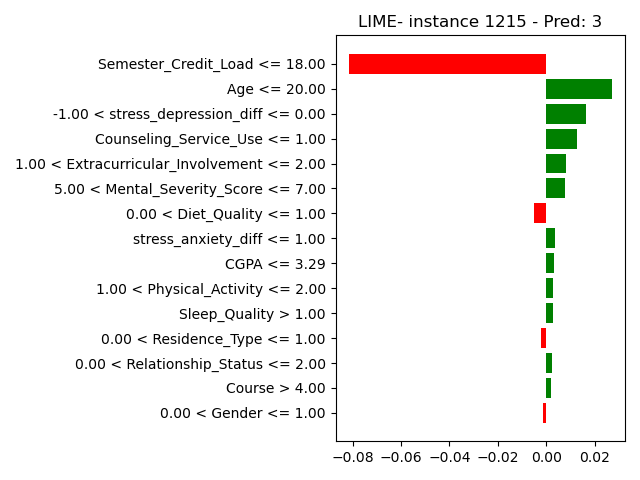 LIME- instance 1215 - Pred: 3
Semester_Credit_Load <= 18.00
Age <= 20.00
-1.00 < stress_depression_diff <= 0.00
Counseling_Service_Use <= 1.00
1.00 < Extracurricular_Involvement <= 2.00
5.00 < Mental_Severity_Score <= 7.00
0.00 < Diet_Quality <= 1.00
stress_anxiety_diff <= 1.00
CGPA <= 3.29
1.00 < Physical_Activity <= 2.00
Sleep_Quality > 1.00
0.00 < Residence_Type <= 1.00
0.00 < Relationship_Status <= 2.00
Course > 4.00
0.00 < Gender <= 1.00
−0.08 −0.06 −0.04 −0.02 0.00 0.02